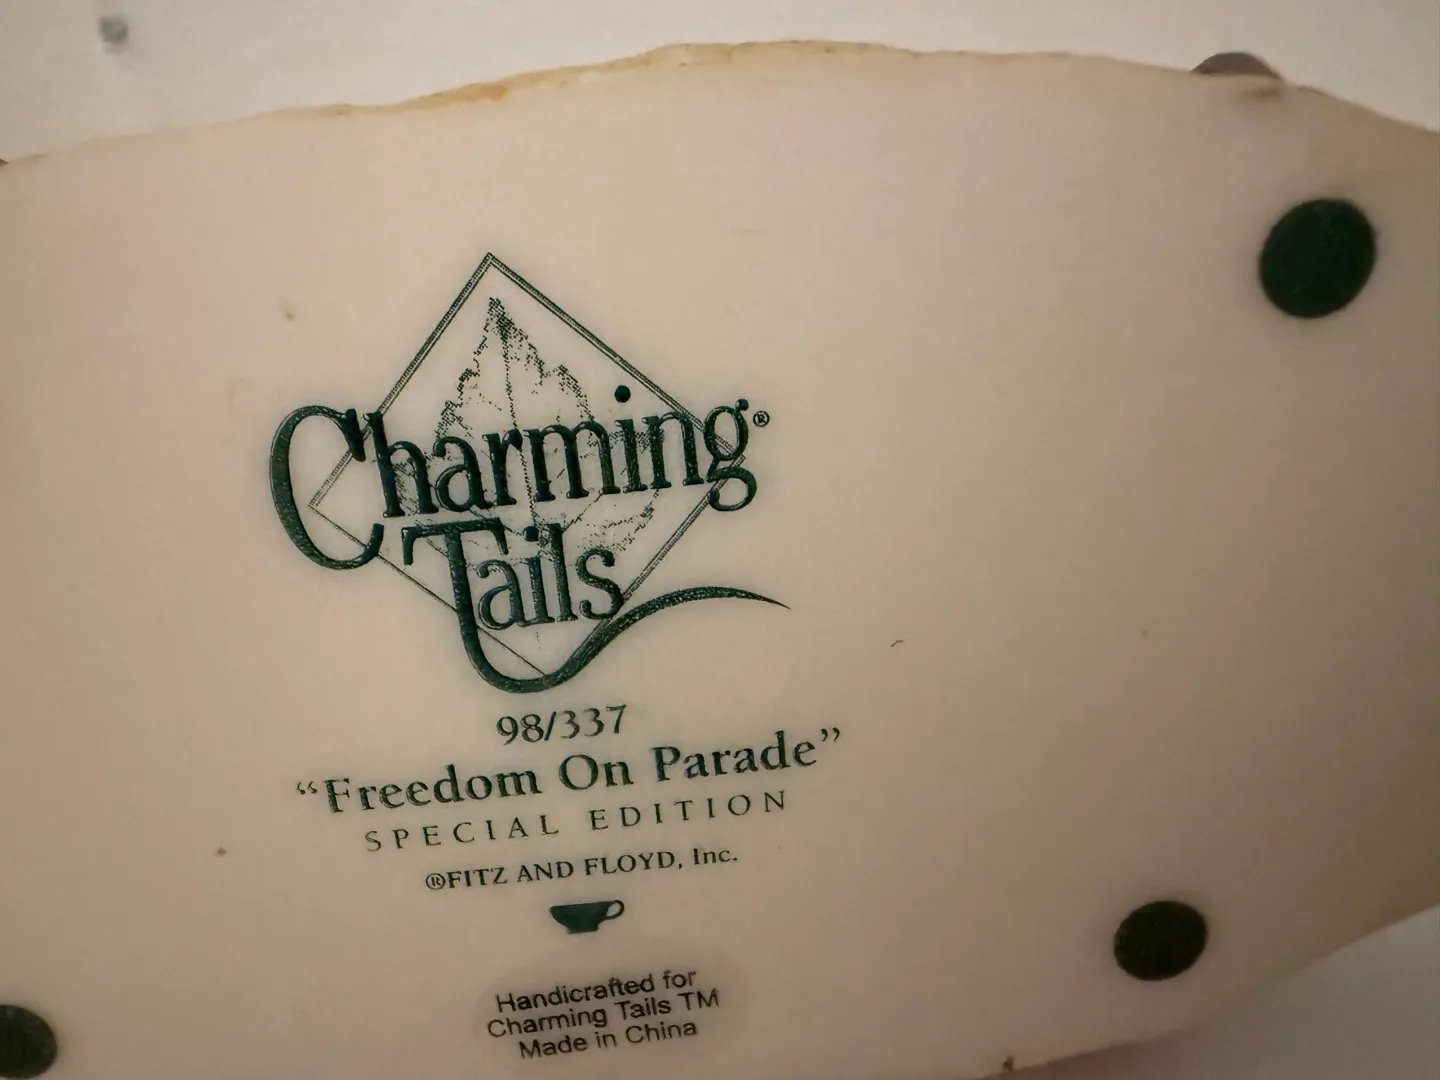 Charming®
Tails
98/337
“Freedom On Parade”
SPECIAL EDITION
®FITZ AND FLOYD, Inc.
Handicrafted for
Charming Tails TM
Made in China